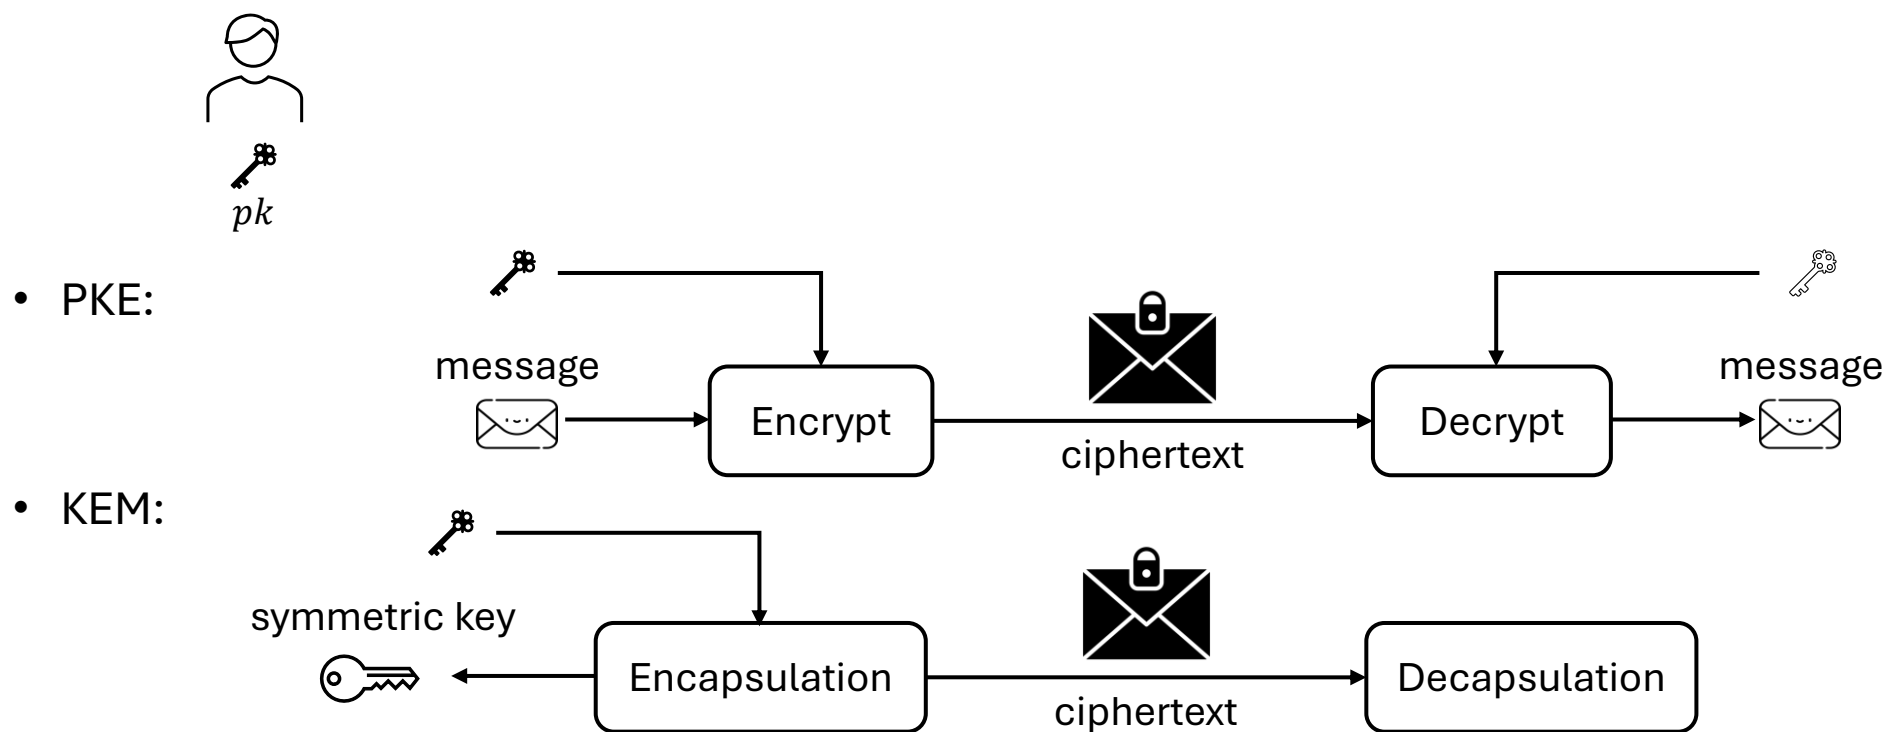 pk
• PKE:
message
Encrypt
ciphertext
Decrypt
message
• KEM:
symmetric key
Encapsulation
ciphertext
Decapsulation